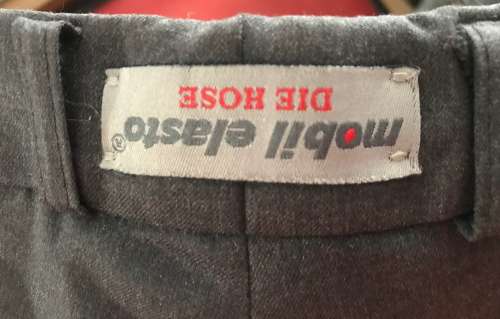 mobil elasto®
DIE HOSE